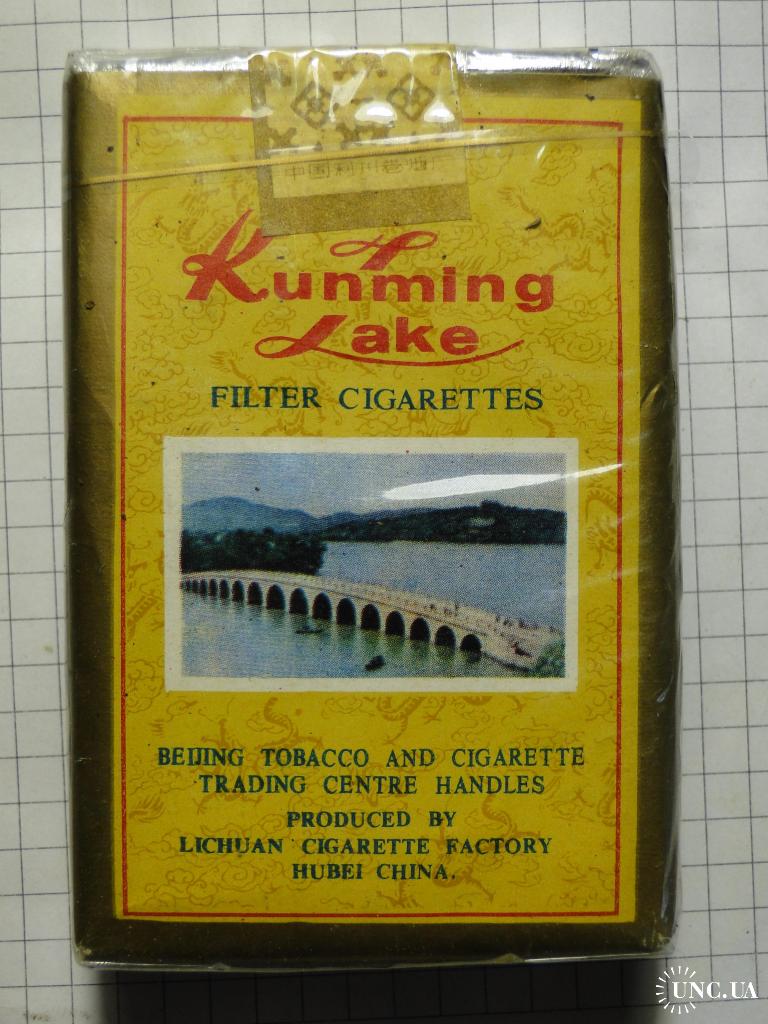 中国利川卷烟厂
Kunming
Lake
FILTER CIGARETTES
BEIJING TOBACCO AND CIGARETTE
TRADING CENTRE HANDLES
PRODUCED BY
LICHUAN CIGARETTE FACTORY
HUBEI CHINA.
UNC.UA